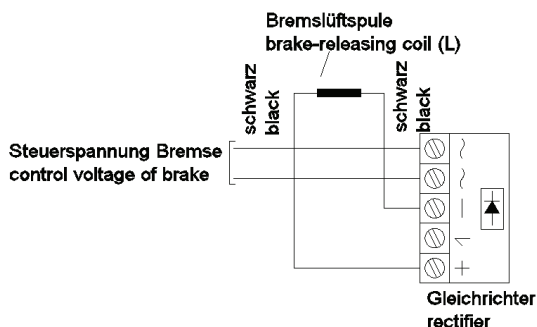 Bremslüftspule
brake-releasing coil (L)
schwarz
black
schwarz
black
Steuerspannung Bremse
control voltage of brake
~
~
—
+
Gleichrichter
rectifier